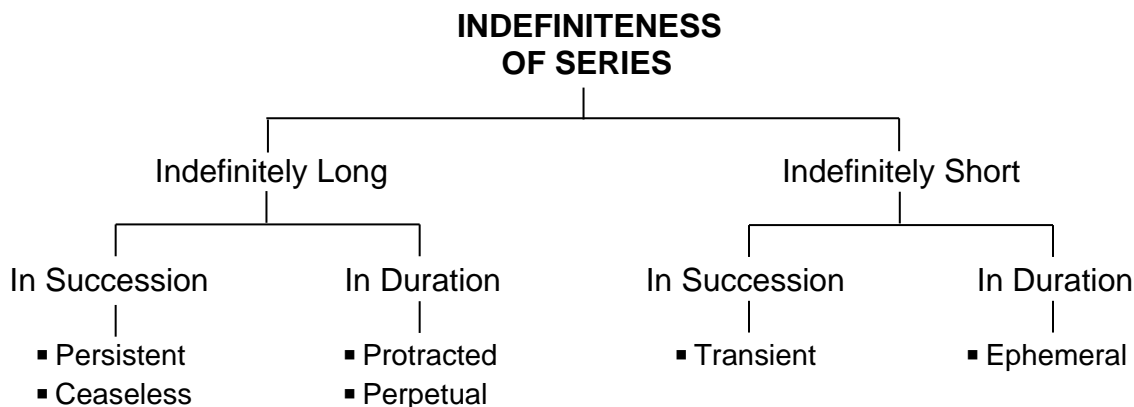 INDEFINITENESS
OF SERIES
Indefinitely Long
Indefinitely Short
In Succession
In Duration
In Succession
In Duration
▪ Persistent
▪ Ceaseless
▪ Protracted
▪ Perpetual
▪ Transient
▪ Ephemeral